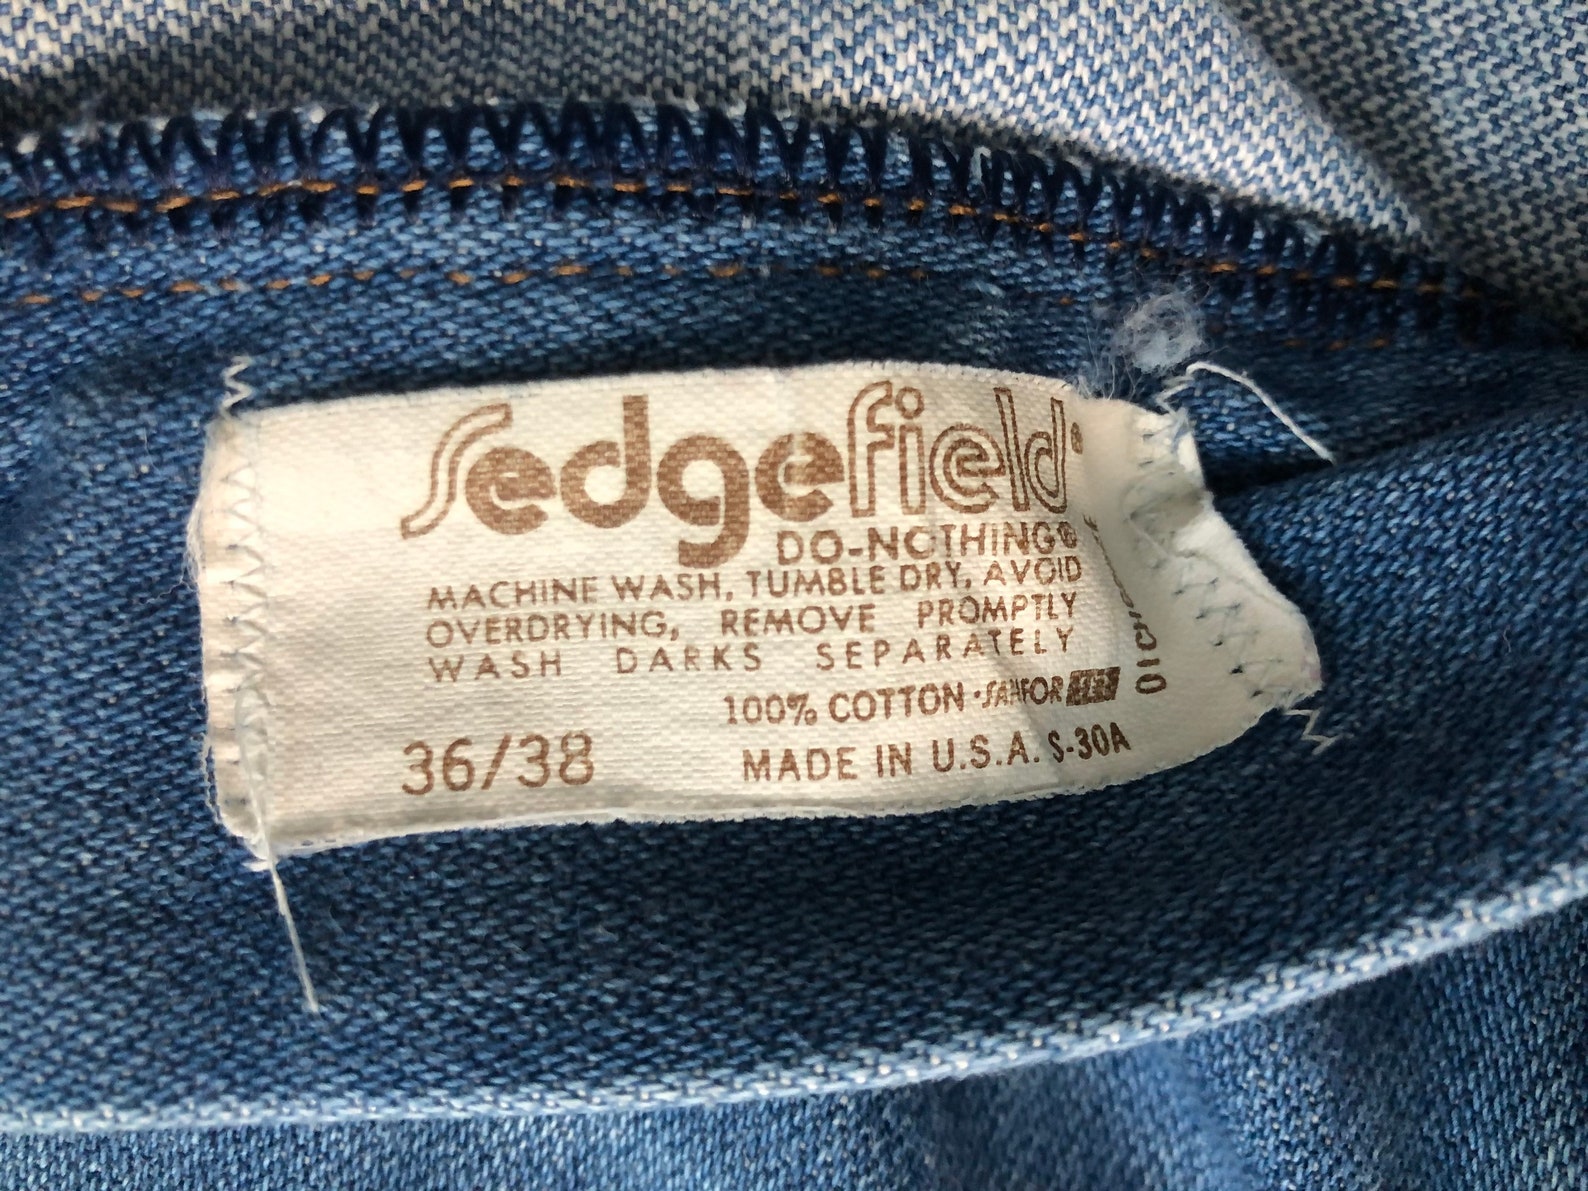 Sedgefield®
DO-NOTHING®
MACHINE WASH, TUMBLE DRY, AVOID
OVERDRYING, REMOVE PROMPTLY
WASH DARKS SEPARATELY
100% COTTON • SANFOR
36/38
MADE IN U.S.A. S-30A